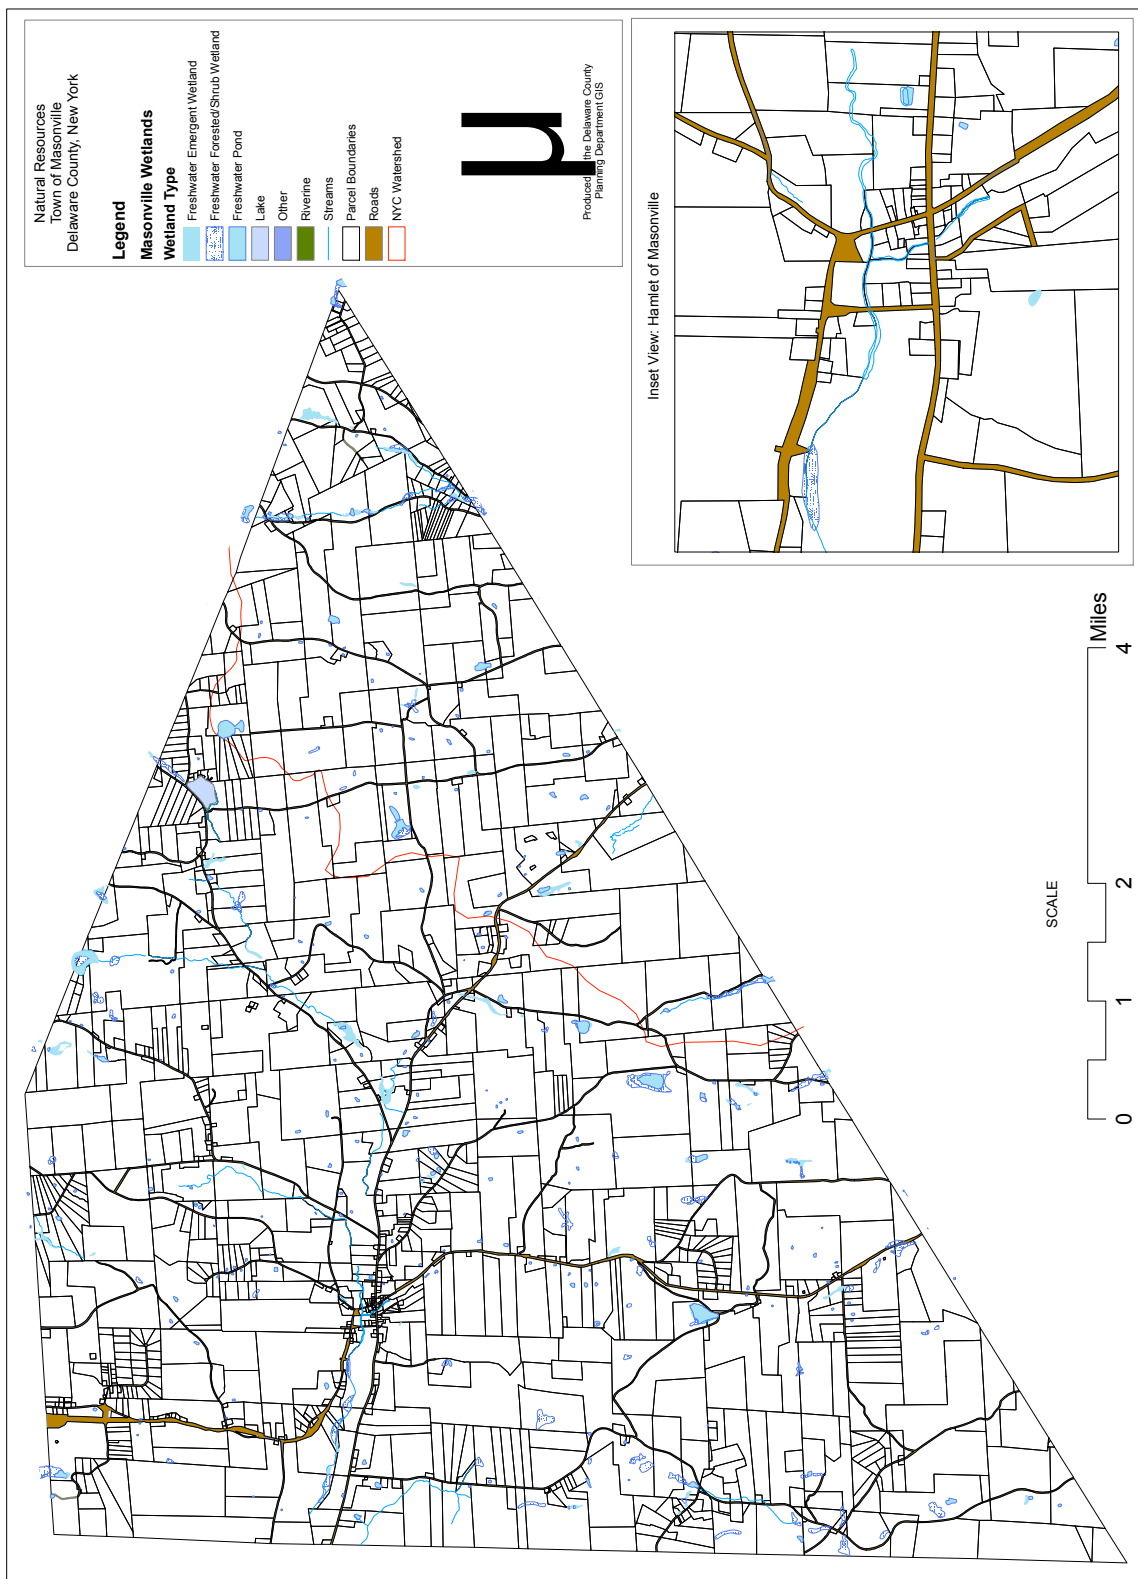 Natural Resources
Town of Masonville
Delaware County, New York
Legend
Masonville Wetlands
Wetland Type
Freshwater Emergent Wetland
Freshwater Forested/Shrub Wetland
Freshwater Pond
Lake
Other
Riverine
Streams
Parcel Boundaries
Roads
NYC Watershed
µ
Produced the Delaware County
Planning Department GIS
Inset View: Hamlet of Masonville
SCALE
0 1 2 4
Miles